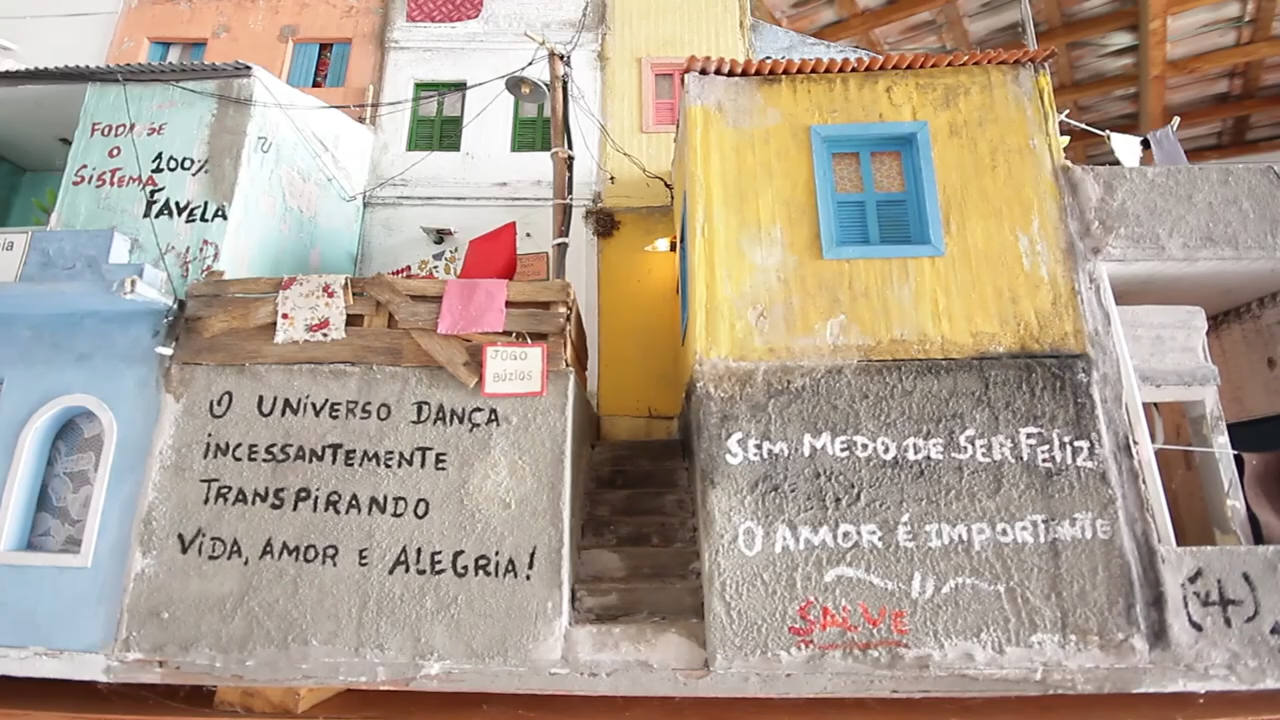 FODA-SE
O
SISTEMA
100%
FAVELA
JOGO
BÚZIOS
O UNIVERSO DANÇA
INCESSANTEMENTE
TRANSPIRANDO
VIDA, AMOR E ALEGRIA!
SEM MEDO DE SER FELIZ!
O AMOR É IMPORTANTE
SALVE